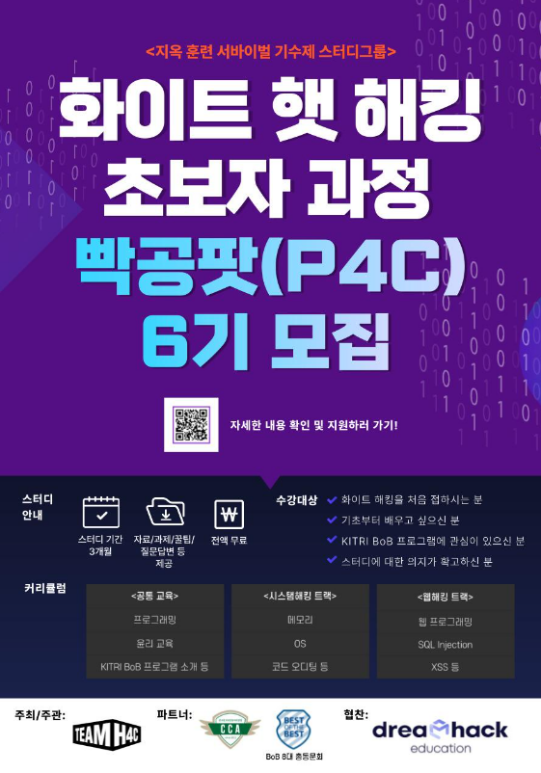 <지옥 훈련 서바이벌 기수제 스터디그룹>
화이트 햇 해킹
초보자 과정
빡공팟(P4C)
6기 모집
자세한 내용 확인 및 지원하러 가기!
스터디
안내
스터디 기간
3개월
자료/과제/꿀팁/
질문답변 등
제공
전액 무료
수강대상
화이트 해킹을 처음 접하시는 분
기초부터 배우고 싶으신 분
KITRI BoB 프로그램에 관심이 있으신 분
스터디에 대한 의지가 확고하신 분
커리큘럼
<공통 교육>
프로그래밍
윤리 교육
KITRI BoB 프로그램 소개 등
<시스템해킹 트랙>
메모리
OS
코드 오디팅 등
<웹해킹 트랙>
웹 프로그래밍
SQL Injection
XSS 등
주최/주관:
TEAM H4C
파트너:
CCA
BEST
OF THE
BEST
BoB 8대 총동문회
협찬:
dreamhack
education